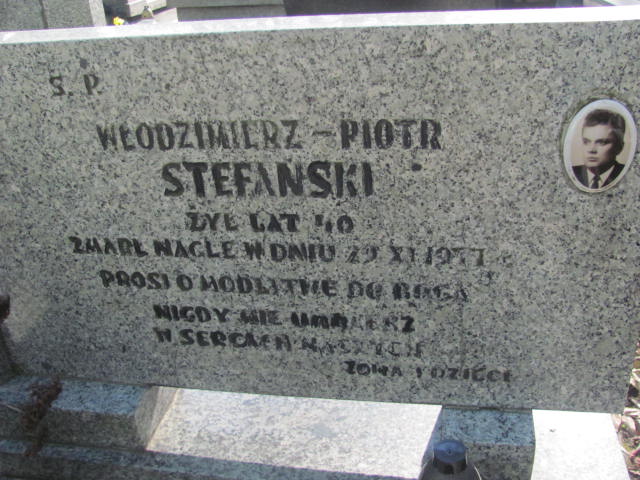 S. P.
WŁODZIMIERZ - PIOTR
STEFAŃSKI
ŻYŁ LAT 40
ZMARŁ NAGLE W DNIU 29 XI 1977
PROSI O MODLITWĘ DO BOGA
NIGDY NIE UMRZESZ
W SERCACH NASZYCH
ŻONA I DZIECI